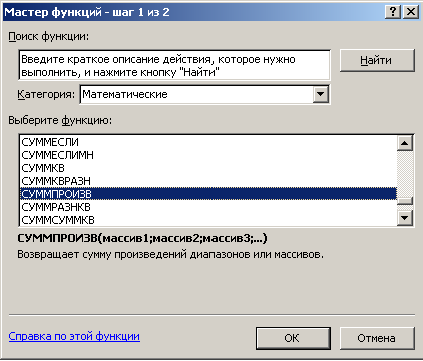 Мастер функций - шаг 1 из 2
Поиск функции:
Введите краткое описание действия, которое нужно
выполнить, и нажмите кнопку "Найти"
Найти
Категория: Математические
Выберите функцию:
СУММЕСЛИ
СУММЕСЛИМН
СУММКВ
СУММКВРАЗН
СУММПРОИЗВ
СУММРАЗНКВ
СУММСУММКВ
СУММПРОИЗВ(массив1;массив2;массив3;...)
Возвращает сумму произведений диапазонов или массивов.
Справка по этой функции
ОК
Отмена